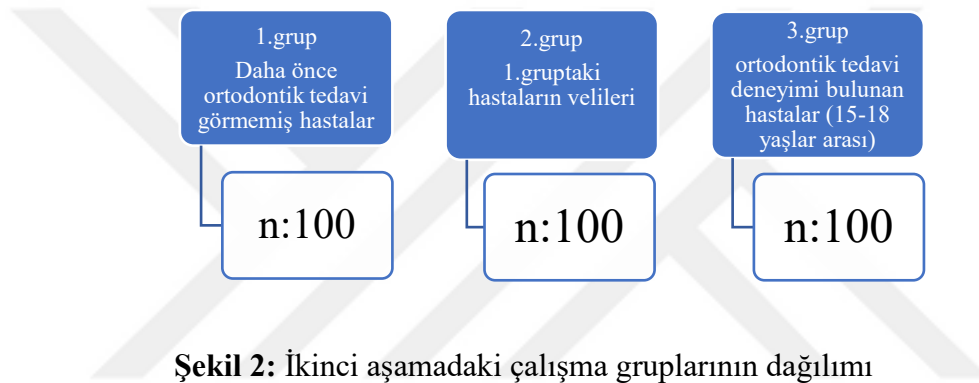 1.grup
Daha önce
ortodontik tedavi
görmemiş hastalar
n:100
2.grup
1.gruptaki
hastaların velileri
n:100
3.grup
ortodontik tedavi
deneyimi bulunan
hastalar (15-18
yaşlar arası)
n:100
Şekil 2: İkinci aşamadaki çalışma gruplarının dağılımı